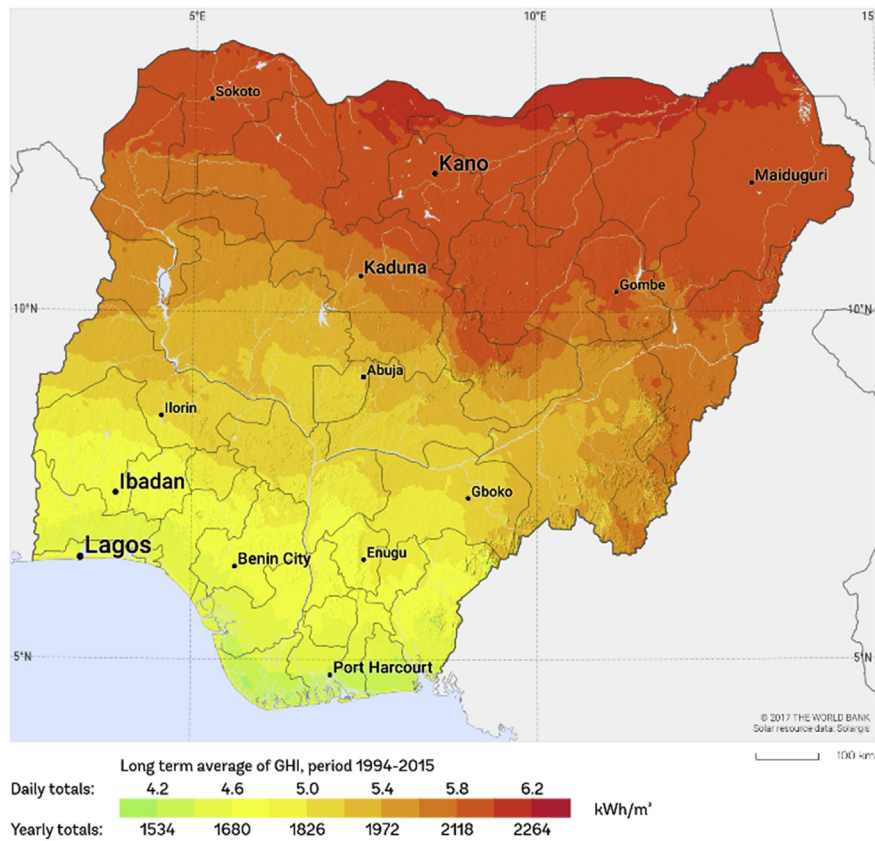 5°E 10°E 15
Sokoto
Kano
Maiduguri
Kaduna
Gombe
10°N 10°N
Abuja
Ilorin
Ibadan
Gboko
Lagos
Benin City
Enugu
5°N 5°N
Port Harcourt
© 2017 THE WORLD BANK
Solar resource data: Solargis
100 km
Long term average of GHI, period 1994-2015
Daily totals: 4.2 4.6 5.0 5.4 5.8 6.2
kWh/m²
Yearly totals: 1534 1680 1826 1972 2118 2264